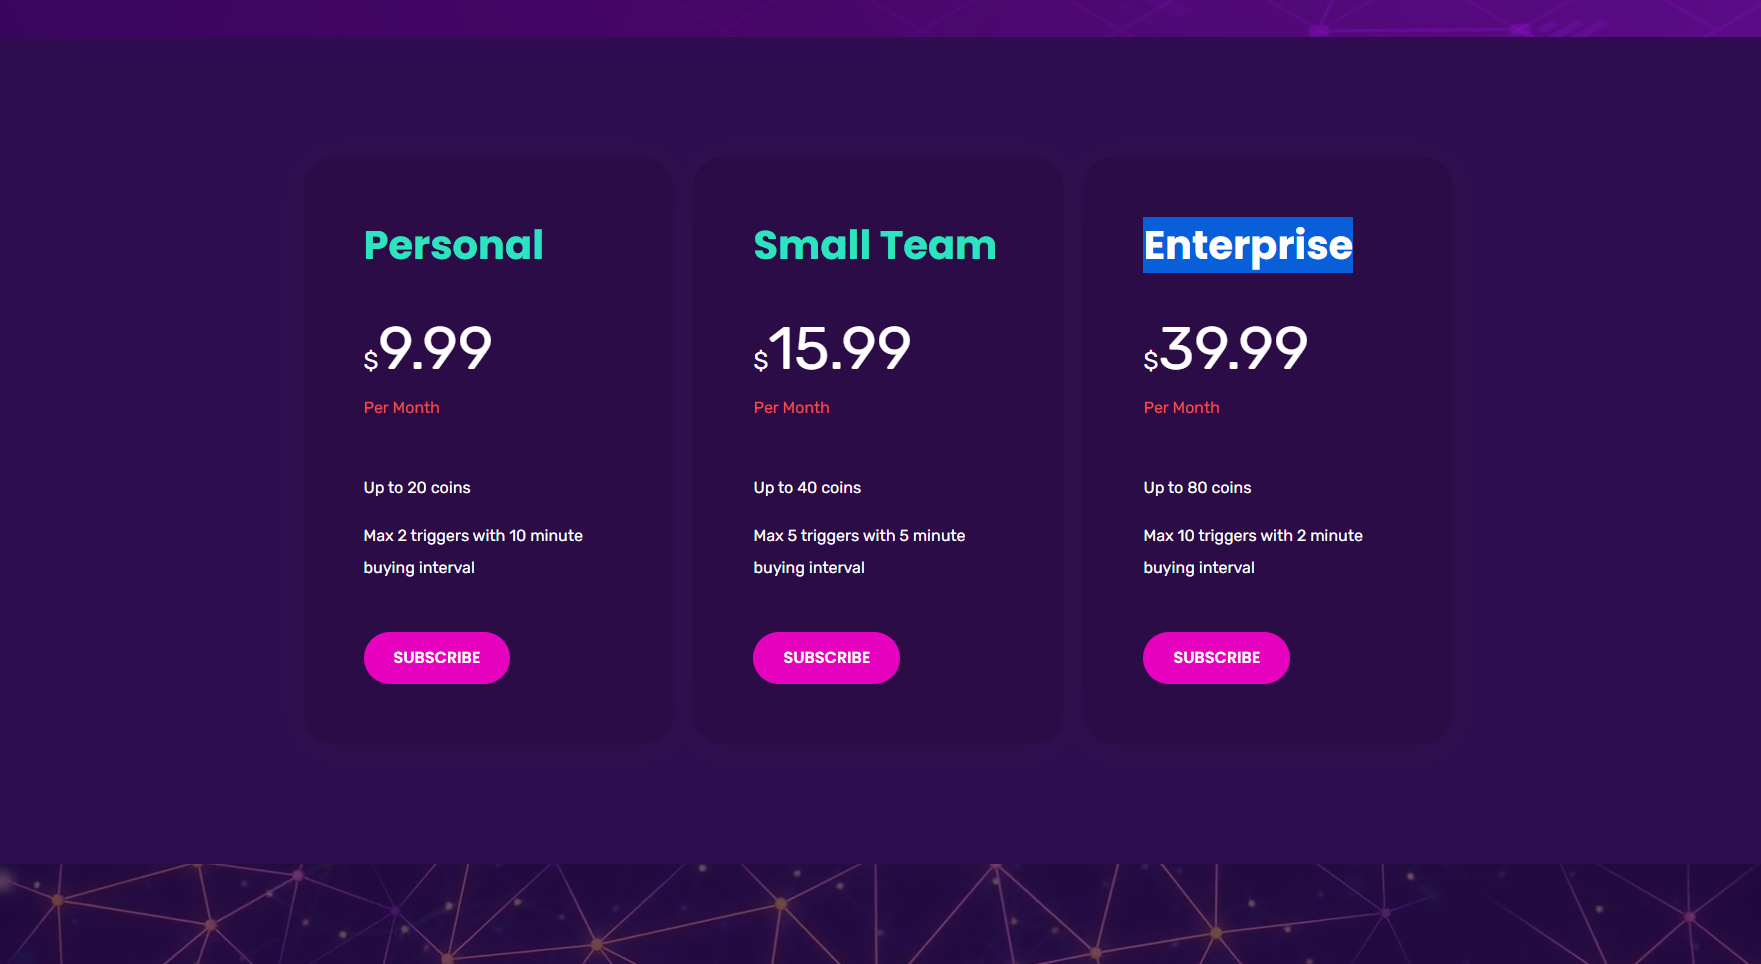 Personal
$9.99
Per Month
Up to 20 coins
Max 2 triggers with 10 minute
buying interval
SUBSCRIBE
Small Team
$15.99
Per Month
Up to 40 coins
Max 5 triggers with 5 minute
buying interval
SUBSCRIBE
Enterprise
$39.99
Per Month
Up to 80 coins
Max 10 triggers with 2 minute
buying interval
SUBSCRIBE